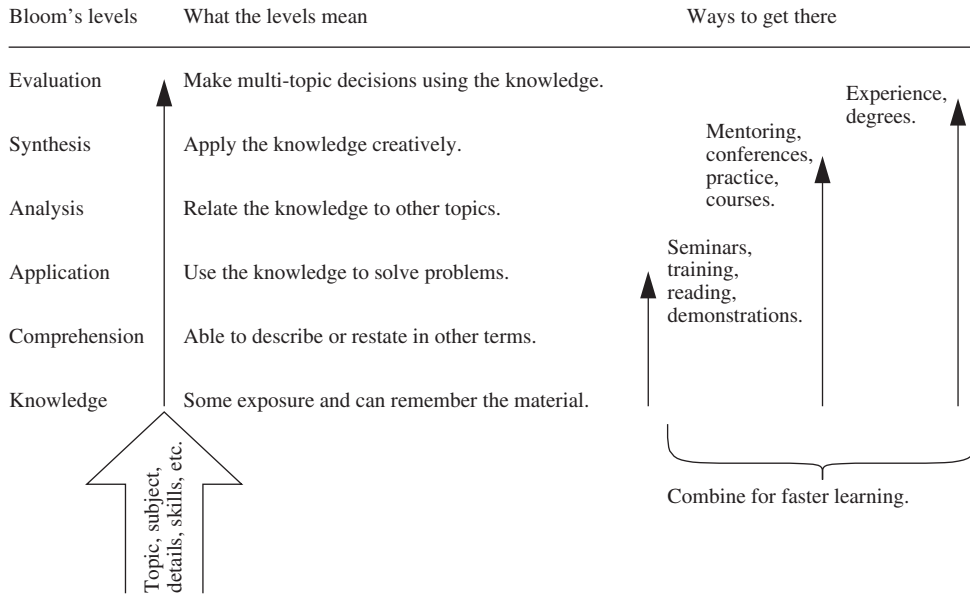 Bloom's levels What the levels mean Ways to get there
Evaluation Make multi-topic decisions using the knowledge.
Experience,
degrees.
Synthesis Apply the knowledge creatively.
Mentoring,
conferences,
practice,
courses.
Analysis Relate the knowledge to other topics.
Seminars,
training,
reading,
demonstrations.
Application Use the knowledge to solve problems.
Comprehension Able to describe or restate in other terms.
Knowledge Some exposure and can remember the material.
Topic, subject,
details, skills, etc.
Combine for faster learning.